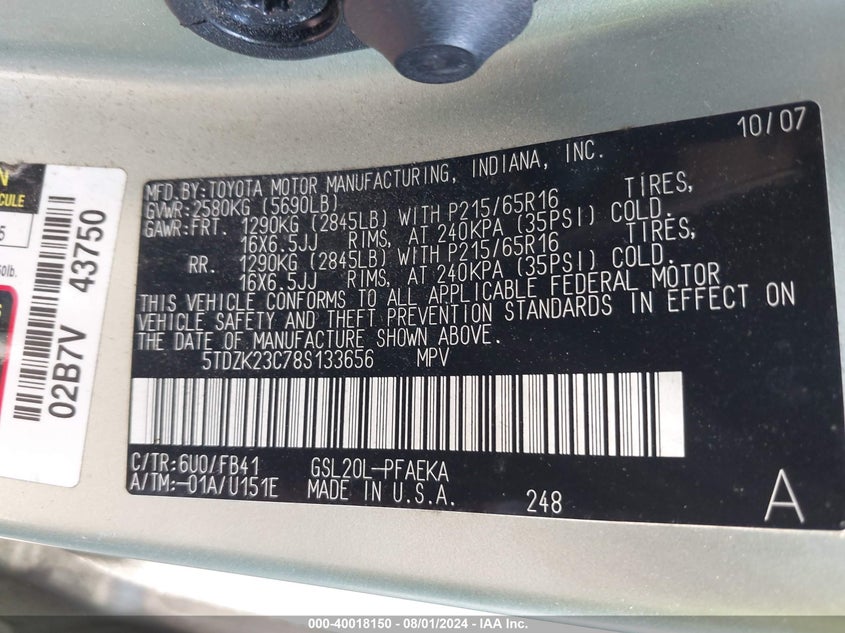 10/07
MFD.BY:TOYOTA MOTOR MANUFACTURING, INDIANA, INC.
GVWR:2580KG (5690LB)
GAWR:FRT. 1290KG (2845LB) WITH P215/65R16 TIRES,
16X6.5JJ RIMS, AT 240KPA (35PSI) COLD.
RR. 1290KG (2845LB) WITH P215/65R16 TIRES,
16X6.5JJ RIMS, AT 240KPA (35PSI) COLD.
THIS VEHICLE CONFORMS TO ALL APPLICABLE FEDERAL MOTOR
VEHICLE SAFETY AND THEFT PREVENTION STANDARDS IN EFFECT ON
THE DATE OF MANUFACTURE SHOWN ABOVE.
5TDZK23C78S133656 MPV
C/TR:6U0/FB41 GSL20L-PFAEKA
A/TM:-01A/U151E MADE IN U.S.A. 248 A
02B7V 43750
000-40018150 - 08/01/2024 - IAA Inc.